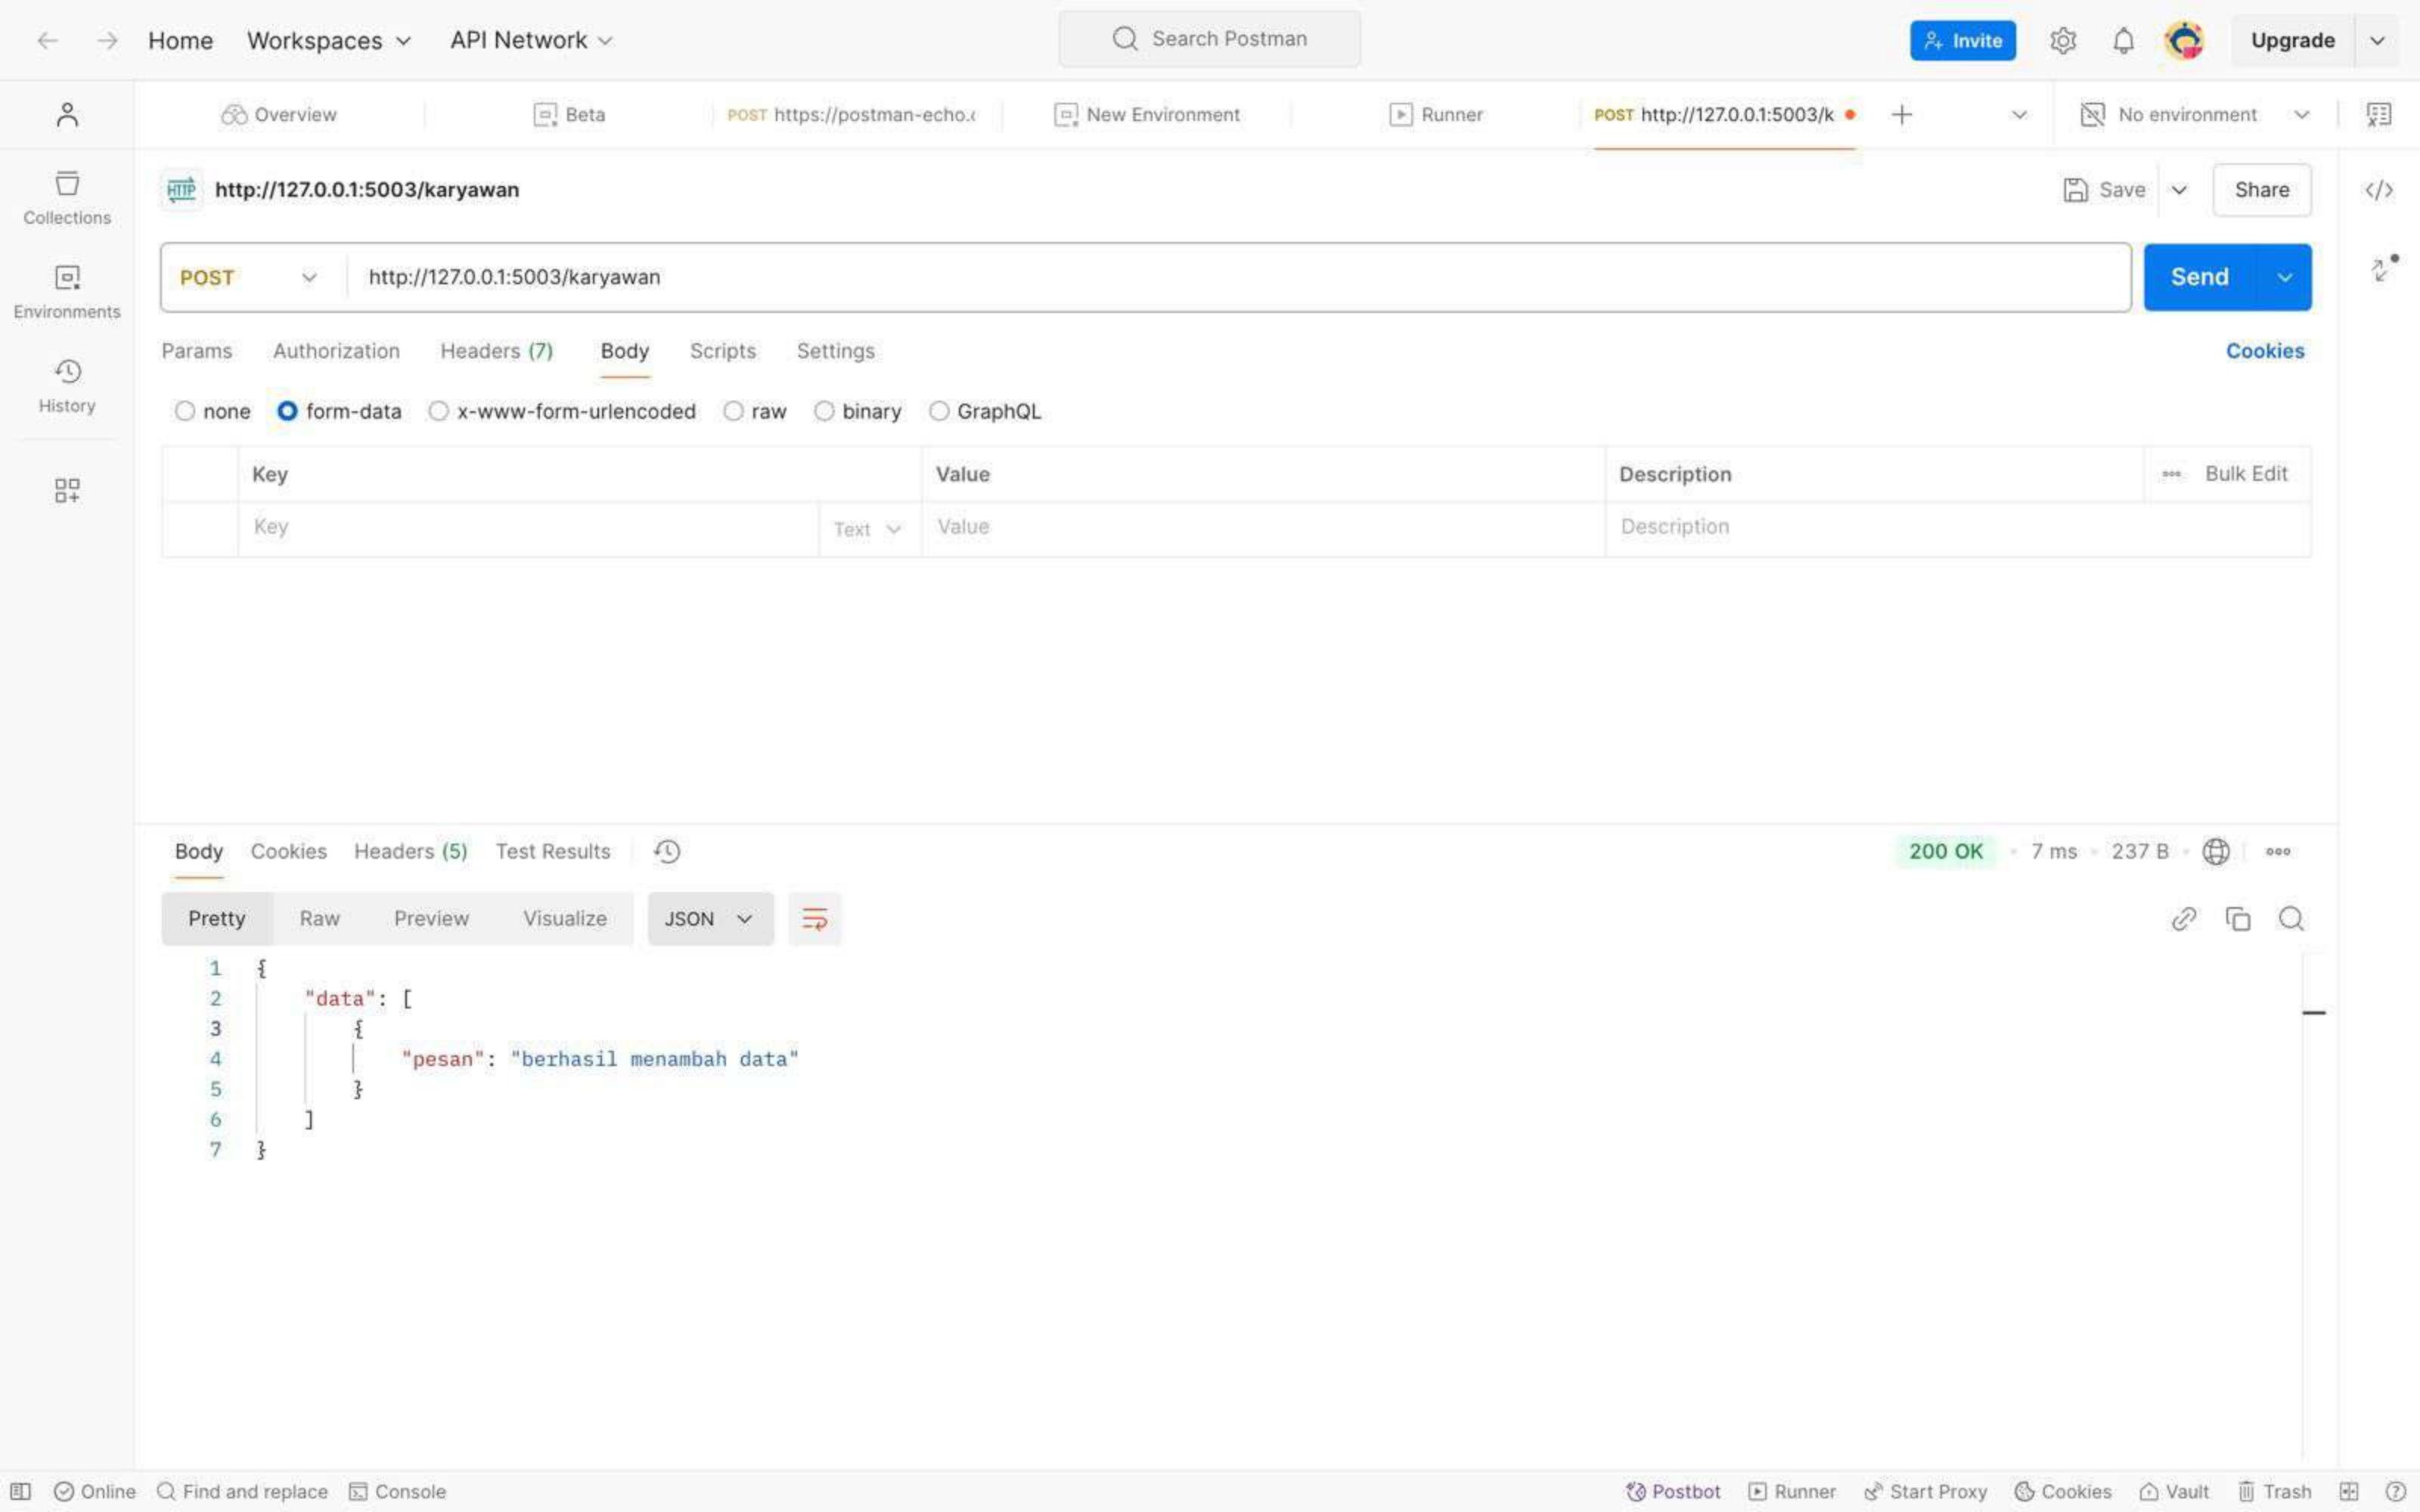 Home Workspaces API Network Search Postman Invite Upgrade
Overview Beta POST https://postman-echo.c New Environment Runner POST http://127.0.0.1:5003/k No environment
HTTP http://127.0.0.1:5003/karyawan Save Share
Collections
POST http://127.0.0.1:5003/karyawan Send
Environments
Params Authorization Headers (7) Body Scripts Settings Cookies
History
none form-data x-www-form-urlencoded raw binary GraphQL
Key Value Description Bulk Edit
Key Text Value Description
Body Cookies Headers (5) Test Results 200 OK 7 ms 237 B
Pretty Raw Preview Visualize JSON
1 {
2 "data": [
3 {
4 "pesan": "berhasil menambah data"
5 }
6 ]
7 }
Online Find and replace Console Postbot Runner Start Proxy Cookies Vault Trash